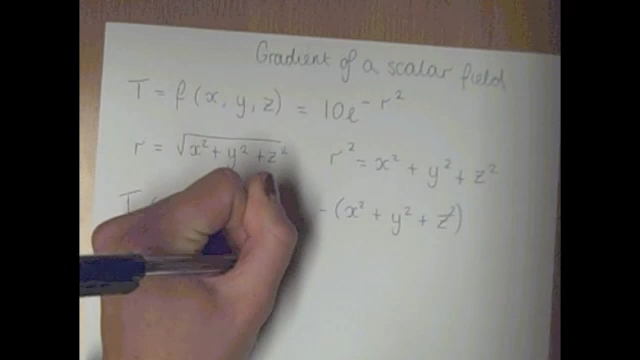 Gradient of a scalar field
T = f(x, y, z) = 10e^{-r^2}
r = √(x² + y² + z²) r² = x² + y² + z²
T - (x² + y² + z²)